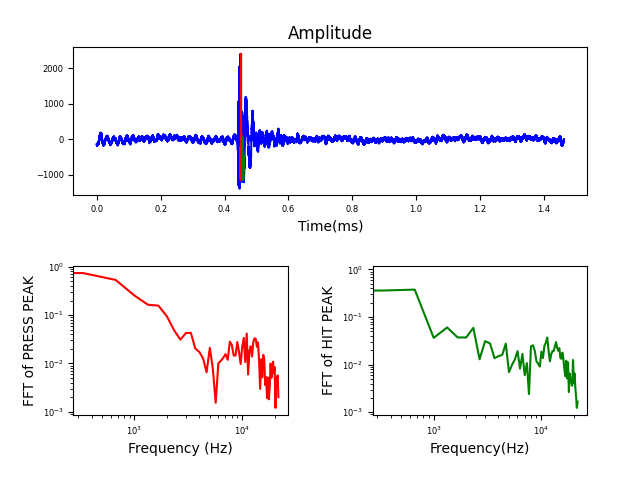 Amplitude
2000
1000
0
−1000
0.0 0.2 0.4 0.6 0.8 1.0 1.2 1.4
Time(ms)
FFT of PRESS PEAK
10⁰
10⁻¹
10⁻²
10⁻³
10³ 10⁴
Frequency (Hz)
FFT of HIT PEAK
10⁰
10⁻¹
10⁻²
10⁻³
10³ 10⁴
Frequency(Hz)